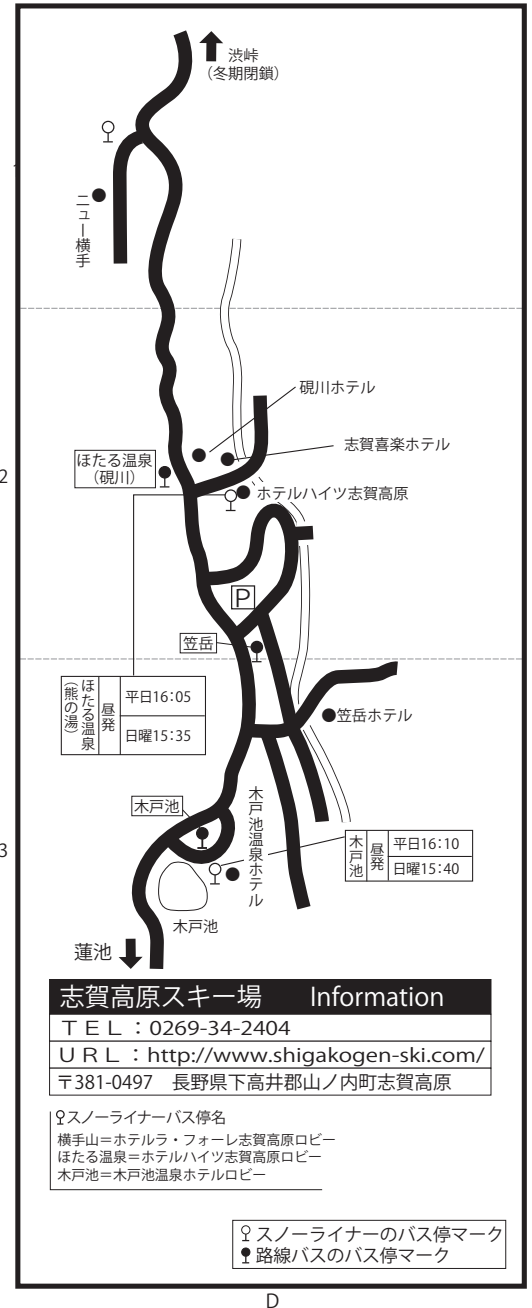 渋峠
（冬期閉鎖）
ニュー横手
硯川ホテル
志賀喜楽ホテル
ほたる温泉
（硯川）
2
ホテルハイツ志賀高原
P
笠岳
ほたる温泉
（熊の湯）
昼発
平日16：05
日曜15：35
笠岳ホテル
木戸池
木戸池温泉ホテル
3
木戸池
昼発
平日16：10
日曜15：40
木戸池
蓮池
志賀高原スキー場　Information
ＴＥＬ：0269-34-2404
ＵＲＬ：http://www.shigakogen-ski.com/
〒381-0497　長野県下高井郡山ノ内町志賀高原
スノーライナーバス停名
横手山＝ホテルラ・フォーレ志賀高原ロビー
ほたる温泉＝ホテルハイツ志賀高原ロビー
木戸池＝木戸池温泉ホテルロビー
スノーライナーのバス停マーク
路線バスのバス停マーク
D